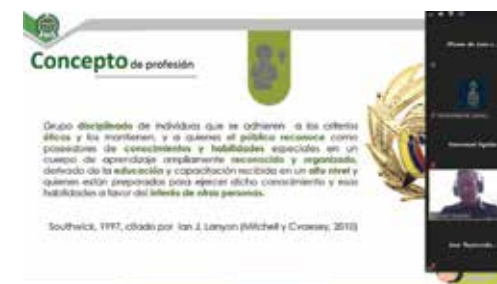 Concepto de profesión
Grupo disciplinado de individuos que se adhieren a los criterios
éticos y los mantienen, y a quienes el público reconoce como
poseedores de conocimientos y habilidades especiales en un
cuerpo de aprendizaje ampliamente reconocido y organizado,
derivado de la educación y capacitación recibida en un alto nivel y
quienes están preparados para ejercer dicho conocimiento y esas
habilidades a favor del interés de otras personas.
Southwick, 1997, citado por Ian J. Lanyon (Mitchell y